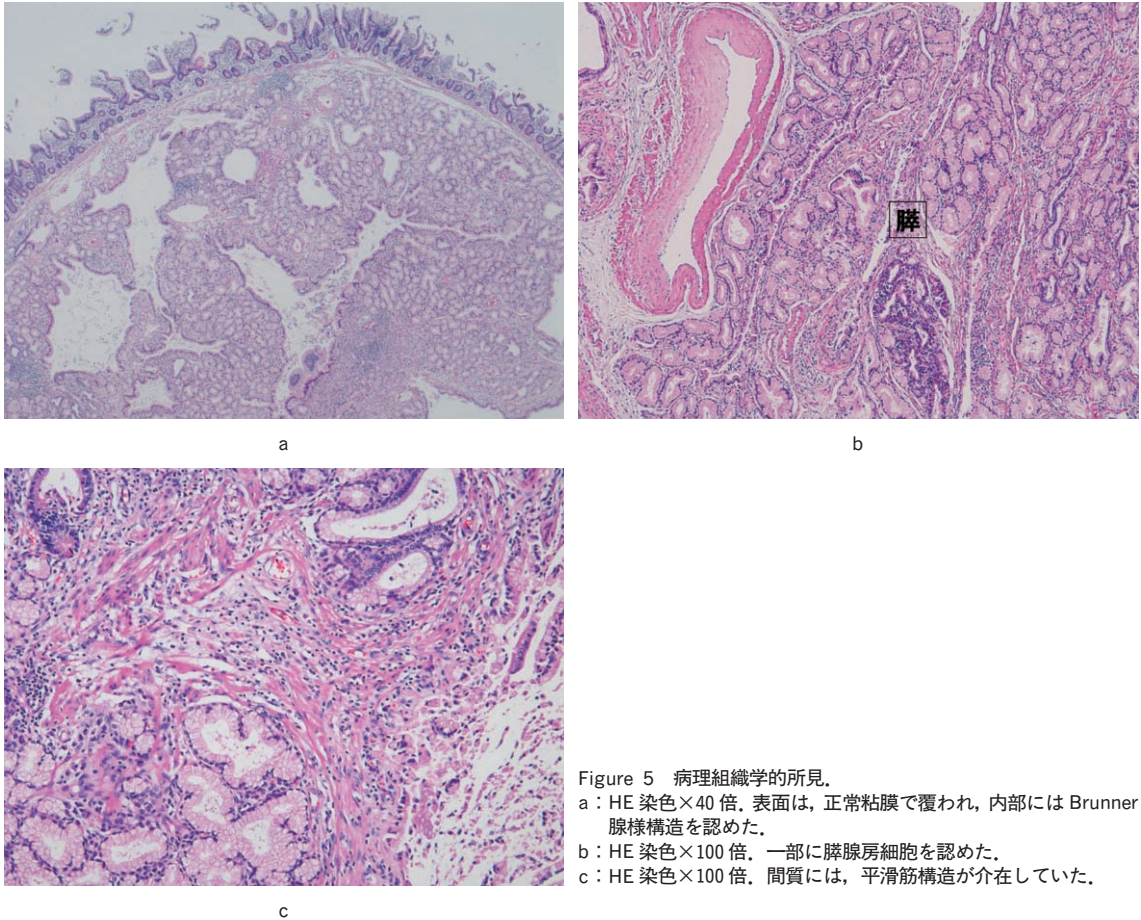 a
膵
b
c
Figure 5 病理組織学的所見．
a：HE 染色×40 倍．表面は，正常粘膜で覆われ，内部には Brunner
腺様構造を認めた．
b：HE 染色×100 倍．一部に膵腺房細胞を認めた．
c：HE 染色×100 倍．間質には，平滑筋構造が介在していた．